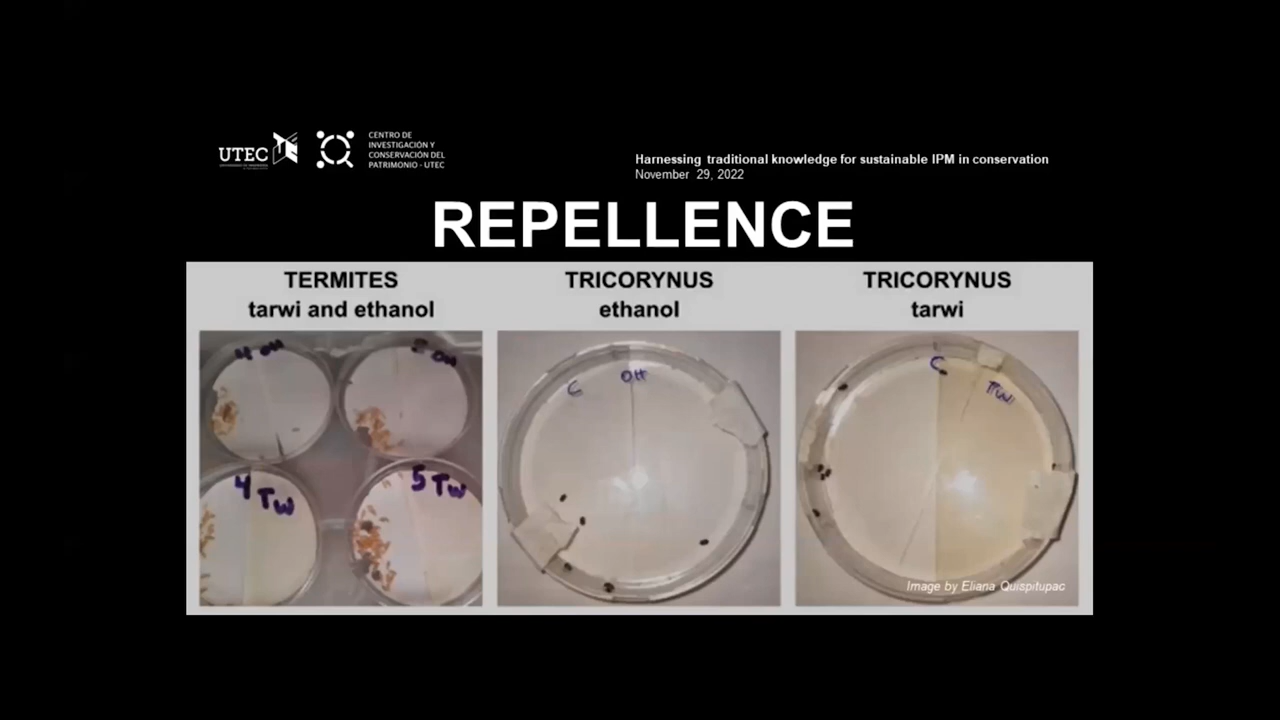 UTEC
CENTRO DE
INVESTIGACIÓN Y
CONSERVACIÓN DEL
PATRIMONIO - UTEC
Harnessing traditional knowledge for sustainable IPM in conservation
November 29, 2022
REPELLENCE
TERMITES
tarwi and ethanol
TRICORYNUS
ethanol
TRICORYNUS
tarwi
4 OH
OH
4 TW
5 TW
C OH
C
Image by Eliana Quispitupac